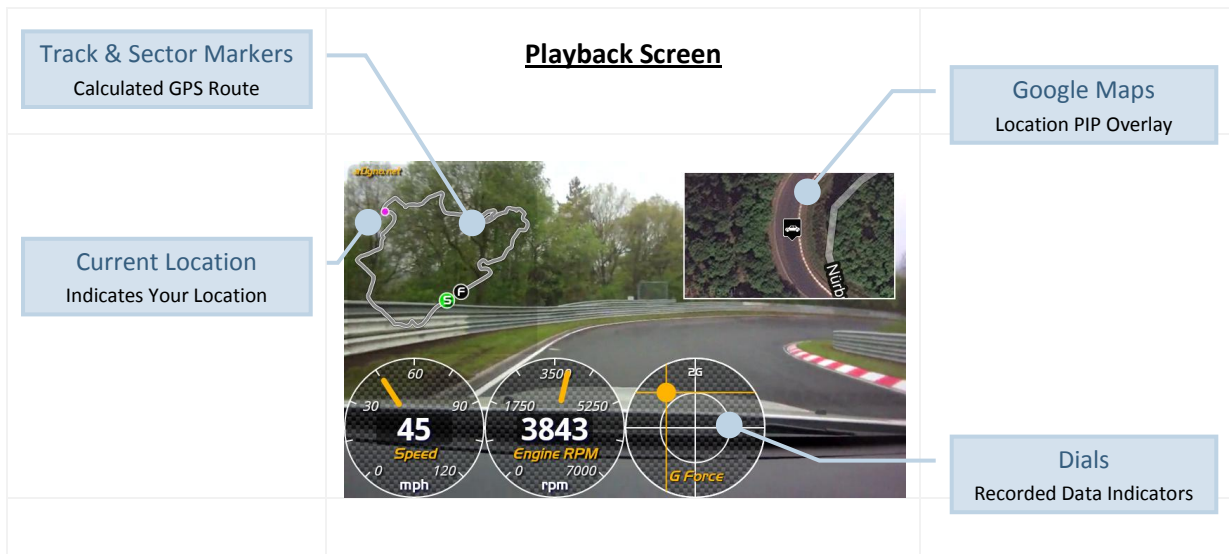 Track & Sector Markers
Calculated GPS Route
Playback Screen
Google Maps
Location PIP Overlay
Current Location
Indicates Your Location
S F
Nürb
60
30 90
45
Speed
0 120
mph
3500
1750 5250
3843
Engine RPM
0 7000
rpm
2G
G Force
Dials
Recorded Data Indicators